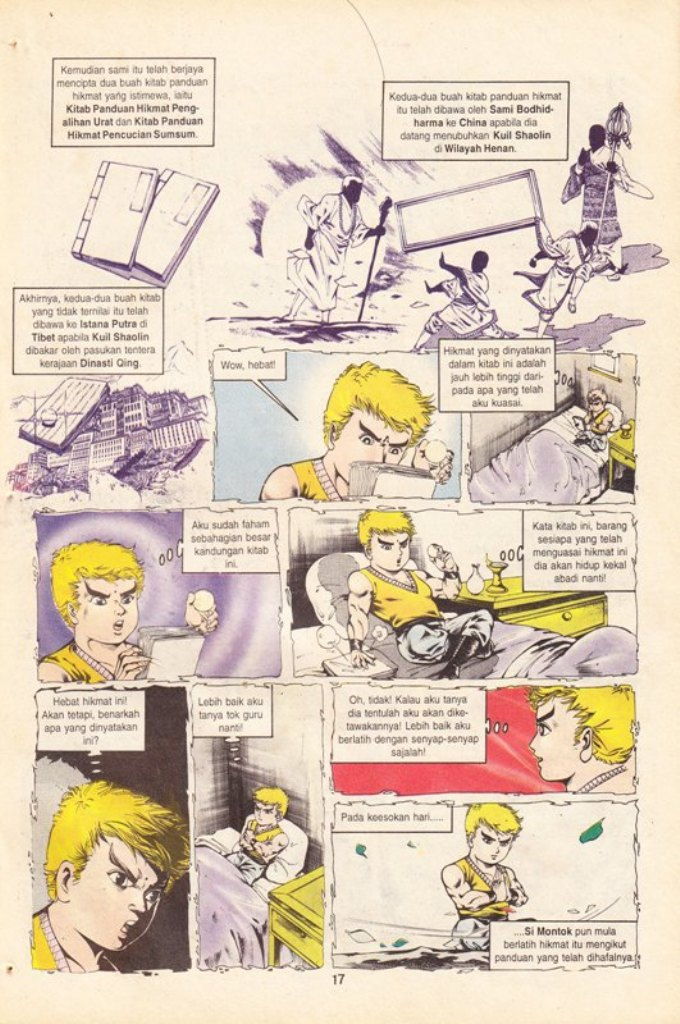 Kemudian sami itu telah berjaya
mencipta dua buah kitab panduan
hikmat yang istimewa, iaitu
Kitab Panduan Hikmat Peng-
alihan Urat dan Kitab Panduan
Hikmat Pencucian Sumsum.
Kedua-dua buah kitab panduan hikmat
itu telah dibawa oleh Sami Bodhid-
harma ke China apabila dia
datang menubuhkan Kuil Shaolin
di Wilayah Henan.
Akhirnya, kedua-dua buah kitab
yang tidak ternilai itu telah
dibawa ke Istana Putra di
Tibet apabila Kuil Shaolin
dibakar oleh pasukan tentera
kerajaan Dinasti Qing.
Wow, hebat!
Hikmat yang dinyatakan
dalam kitab ini adalah
jauh lebih tinggi dari-
pada apa yang telah
aku kuasai.
Aku sudah faham
sebahagian besar
kandungan kitab
ini.
Kata kitab ini, barang
sesiapa yang telah
menguasai hikmat ini
dia akan hidup kekal
abadi nanti!
Hebat hikmat ini!
Akan tetapi, benarkah
apa yang dinyatakan
ini?
Lebih baik aku
tanya tok guru
nanti!
Oh, tidak! Kalau aku tanya
dia tentulah aku akan dike-
tawakannya! Lebih baik aku
berlatih dengan senyap-senyap
sajalah!
Pada keesokan hari.....
....Si Montok pun mula
berlatih hikmat itu mengikut
panduan yang telah dihafalnya.
17